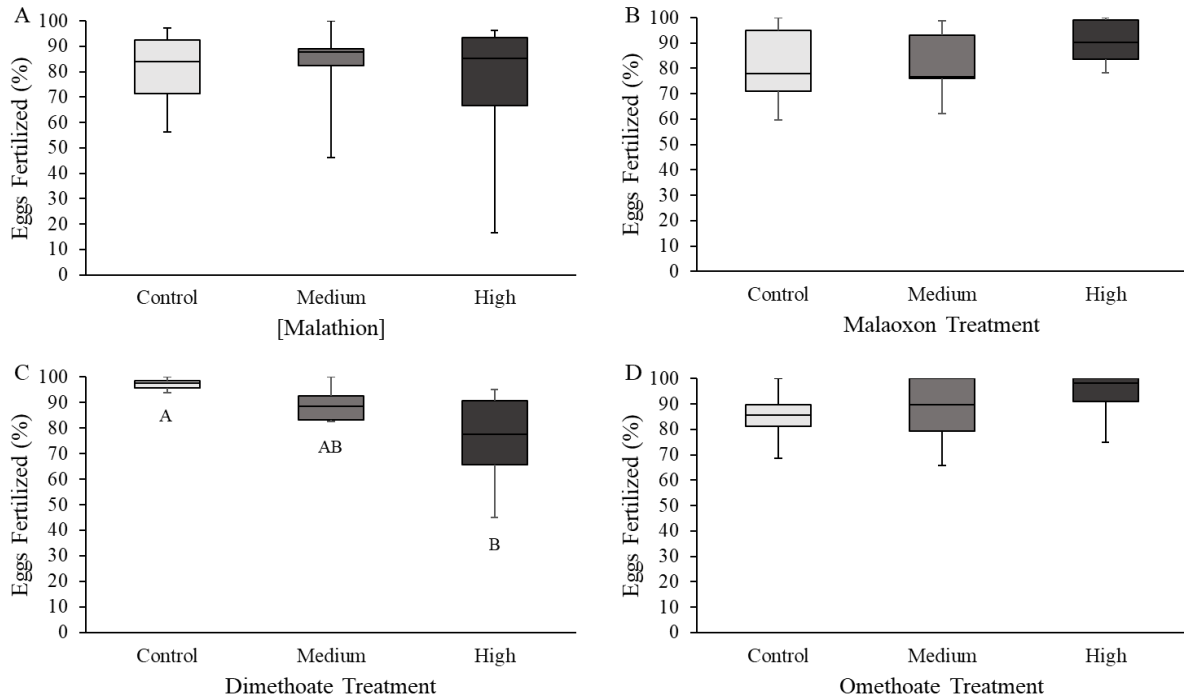 A
Eggs Fertilized (%)
100
90
80
70
60
50
40
30
20
10
0
Control Medium High
[Malathion]
B
Eggs Fertilized (%)
100
90
80
70
60
50
40
30
20
10
0
Control Medium High
Malaoxon Treatment
C
Eggs Fertilized (%)
100
90
80
70
60
50
40
30
20
10
0
A
AB
B
Control Medium High
Dimethoate Treatment
D
Eggs Fertilized (%)
100
90
80
70
60
50
40
30
20
10
0
Control Medium High
Omethoate Treatment